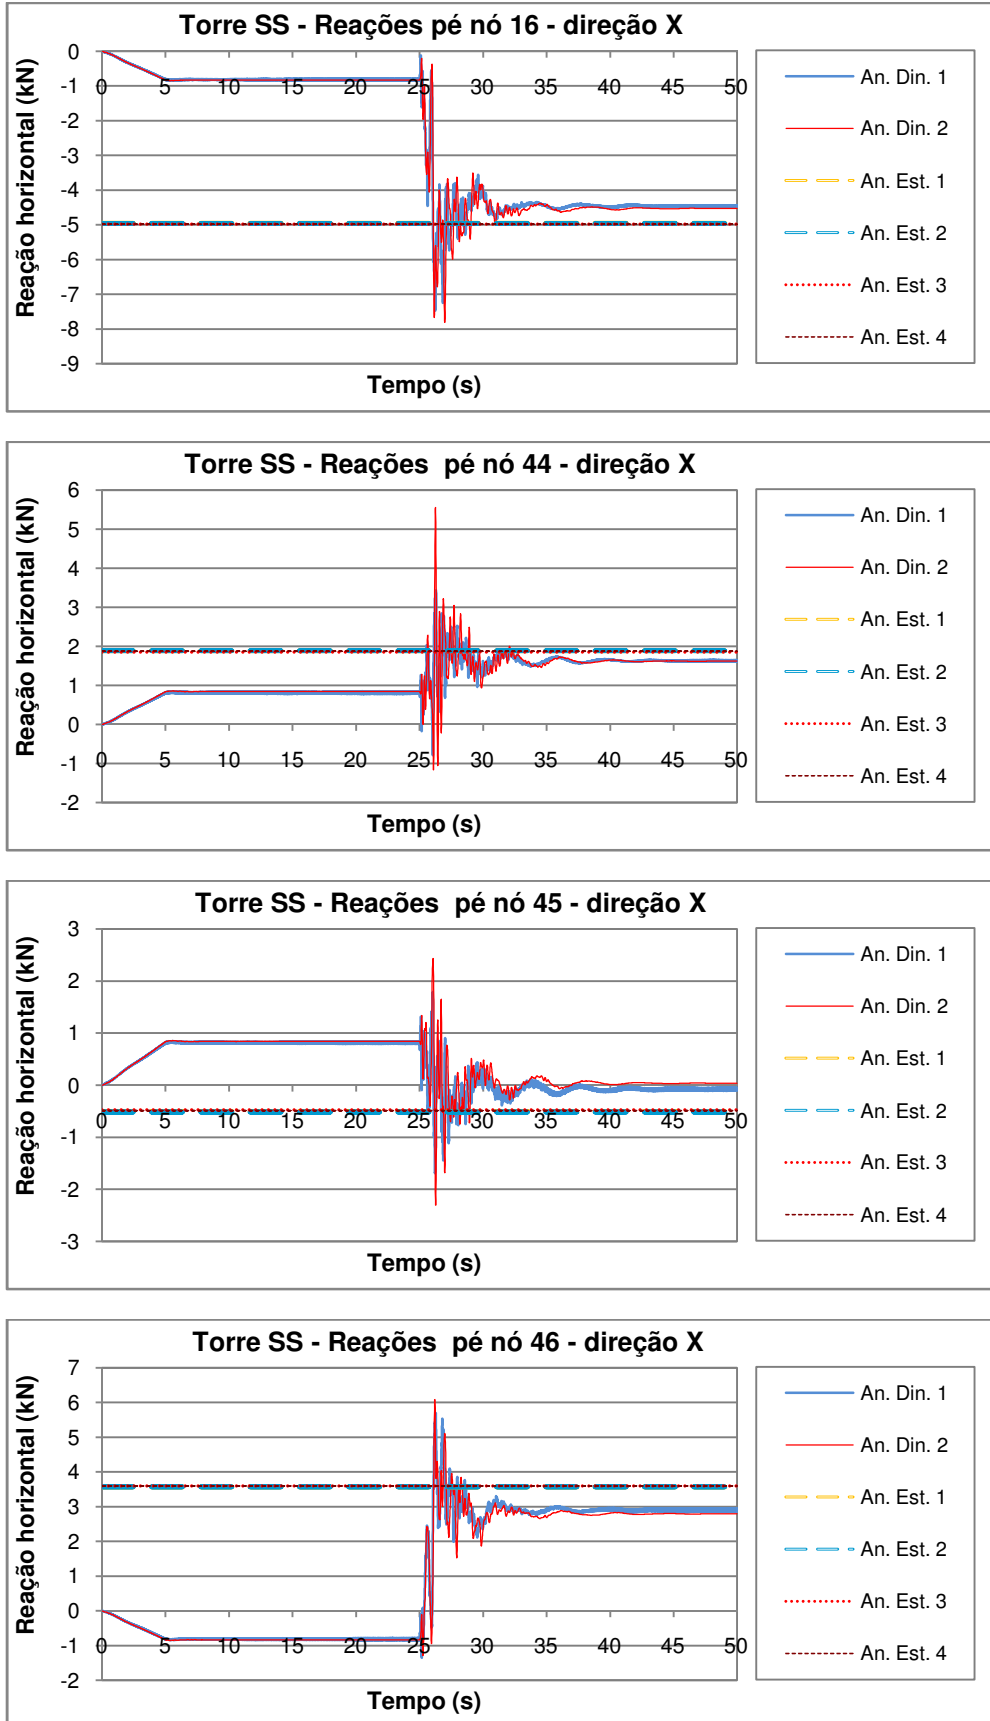 Torre SS - Reações pé nó 16 - direção X
Reação horizontal (kN)
0
-1
-2
-3
-4
-5
-6
-7
-8
-9
0 5 10 15 20 25 30 35 40 45 50
Tempo (s)
An. Din. 1
An. Din. 2
An. Est. 1
An. Est. 2
An. Est. 3
An. Est. 4
Torre SS - Reações pé nó 44 - direção X
Reação horizontal (kN)
6
5
4
3
2
1
0
-1
-2
0 5 10 15 20 25 30 35 40 45 50
Tempo (s)
An. Din. 1
An. Din. 2
An. Est. 1
An. Est. 2
An. Est. 3
An. Est. 4
Torre SS - Reações pé nó 45 - direção X
Reação horizontal (kN)
3
2
1
0
-1
-2
-3
0 5 10 15 20 25 30 35 40 45 50
Tempo (s)
An. Din. 1
An. Din. 2
An. Est. 1
An. Est. 2
An. Est. 3
An. Est. 4
Torre SS - Reações pé nó 46 - direção X
Reação horizontal (kN)
7
6
5
4
3
2
1
0
-1
-2
0 5 10 15 20 25 30 35 40 45 50
Tempo (s)
An. Din. 1
An. Din. 2
An. Est. 1
An. Est. 2
An. Est. 3
An. Est. 4